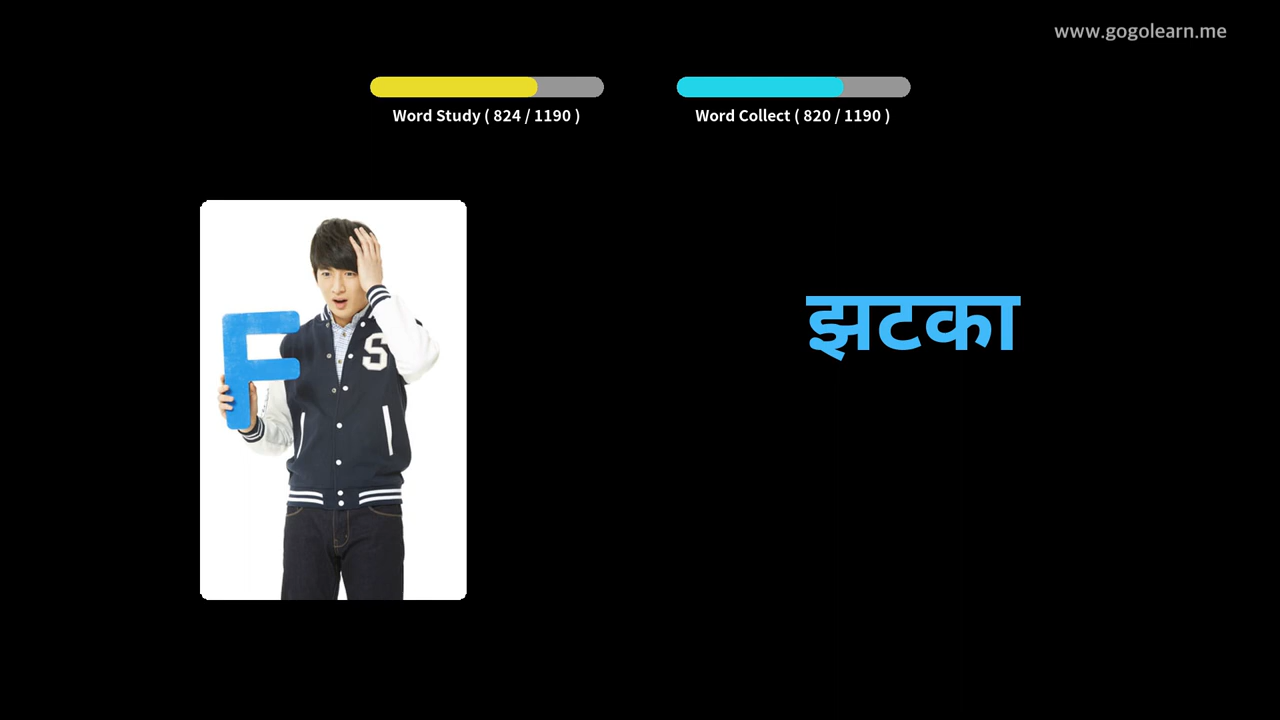 www.gogolearn.me
Word Study ( 824 / 1190 )
Word Collect ( 820 / 1190 )
F
S
झटका